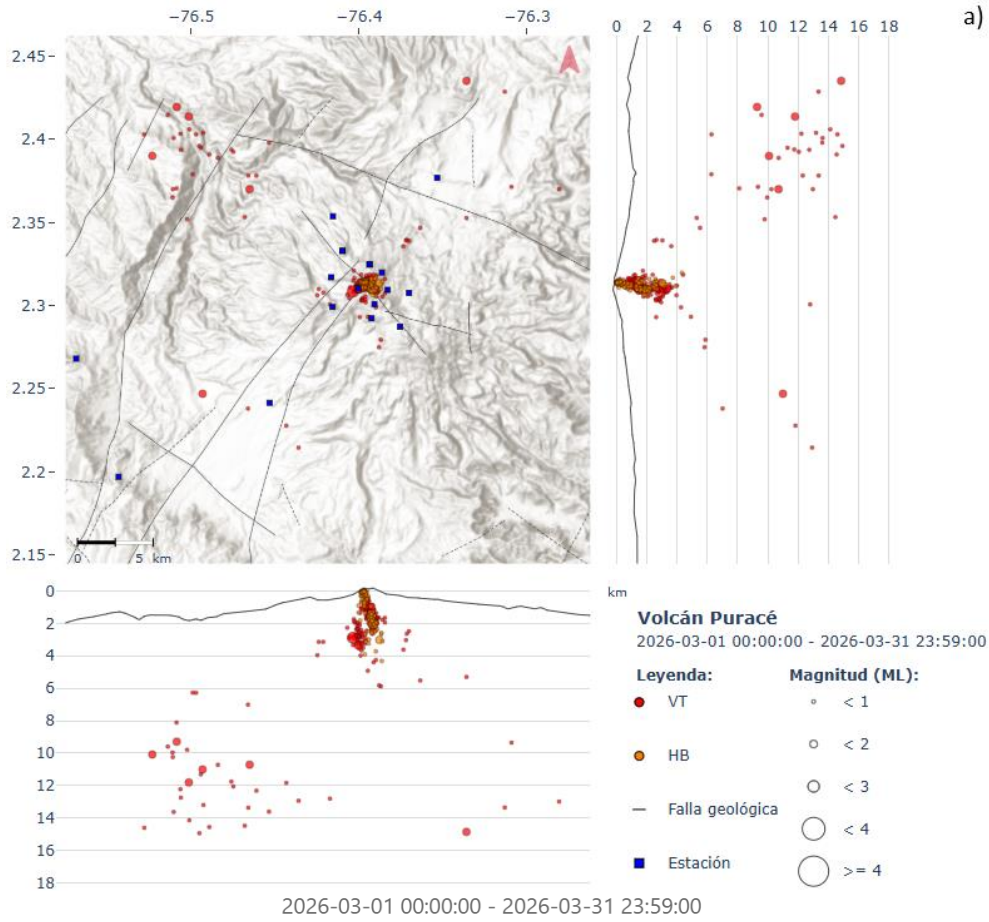 −76.5 −76.4 −76.3
0 2 4 6 8 10 12 14 16 18
a)
2.45
2.4
2.35
2.3
2.25
2.2
2.15
0 5 km
0
2
4
6
8
10
12
14
16
18
km
Volcán Puracé
2026-03-01 00:00:00 - 2026-03-31 23:59:00
Leyenda: Magnitud (ML):
VT < 1
HB < 2
< 3
Falla geológica < 4
Estación >= 4
2026-03-01 00:00:00 - 2026-03-31 23:59:00